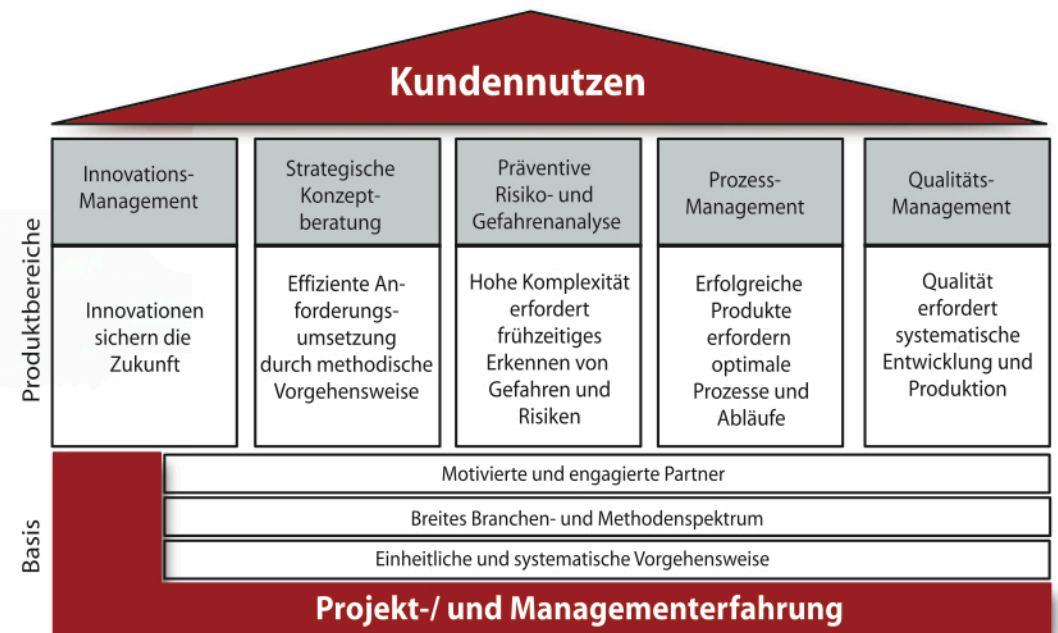 Kundennutzen
Produktbereiche
Innovations-
Management
Innovationen
sichern die
Zukunft
Strategische
Konzept-
beratung
Effiziente An-
forderungs-
umsetzung
durch methodische
Vorgehensweise
Präventive
Risiko- und
Gefahrenanalyse
Hohe Komplexität
erfordert
frühzeitiges
Erkennen von
Gefahren und
Risiken
Prozess-
Management
Erfolgreiche
Produkte
erfordern
optimale
Prozesse und
Abläufe
Qualitäts-
Management
Qualität
erfordert
systematische
Entwicklung und
Produktion
Basis
Motivierte und engagierte Partner
Breites Branchen- und Methodenspektrum
Einheitliche und systematische Vorgehensweise
Projekt-/ und Managementerfahrung